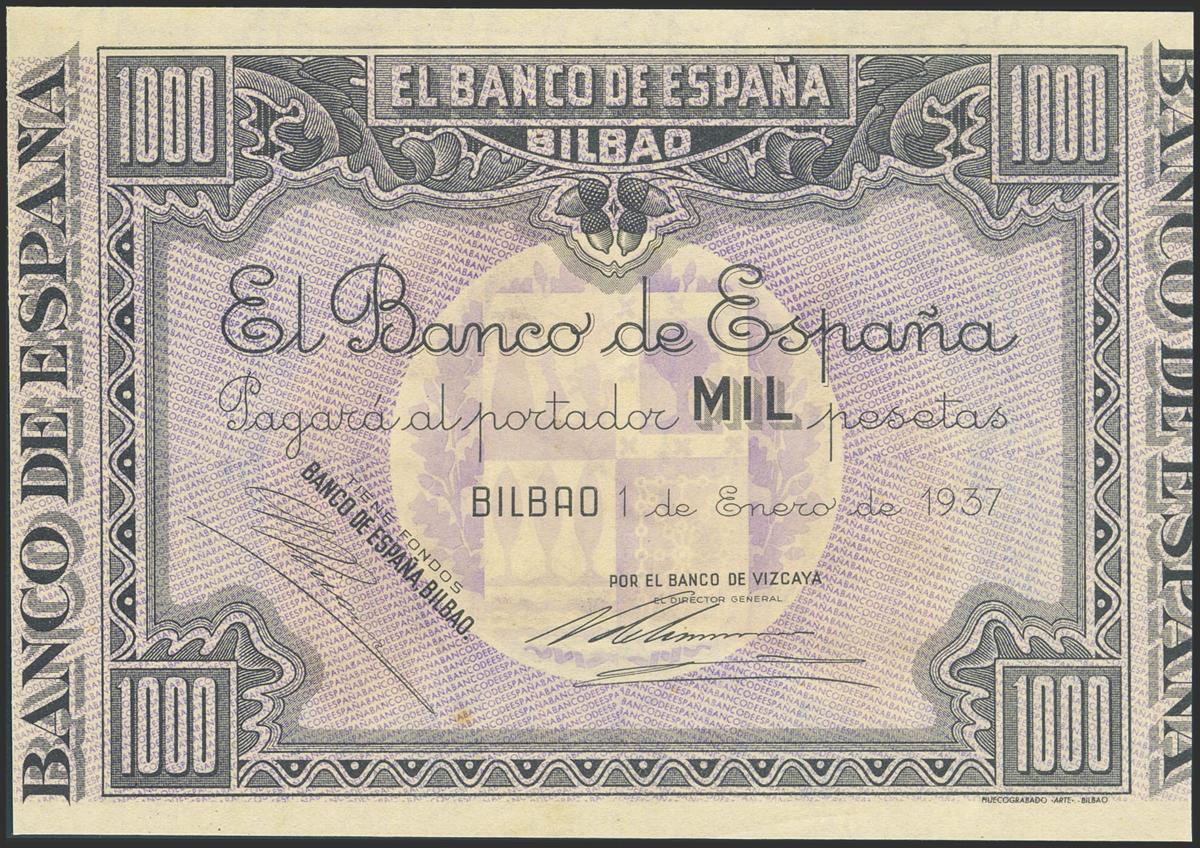 1000
EL BANCO DE ESPAÑA
1000
BILBAO
BANCO DE ESPAÑA
BANCO DE ESPAÑA
El Banco de España
Pagará al portador MIL pesetas
BILBAO 1 de Enero de 1937
TIENE FONDOS
BANCO DE ESPAÑA. BILBAO.
POR EL BANCO DE VIZCAYA
EL DIRECTOR GENERAL
1000
1000
HUECOGRABADO "ARTE".-BILBAO